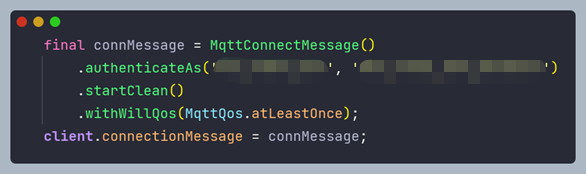 final connMessage = MqttConnectMessage()
.authenticateAs('', '')
.startClean()
.withWillQos(MqttQos.atLeastOnce);
client.connectionMessage = connMessage;